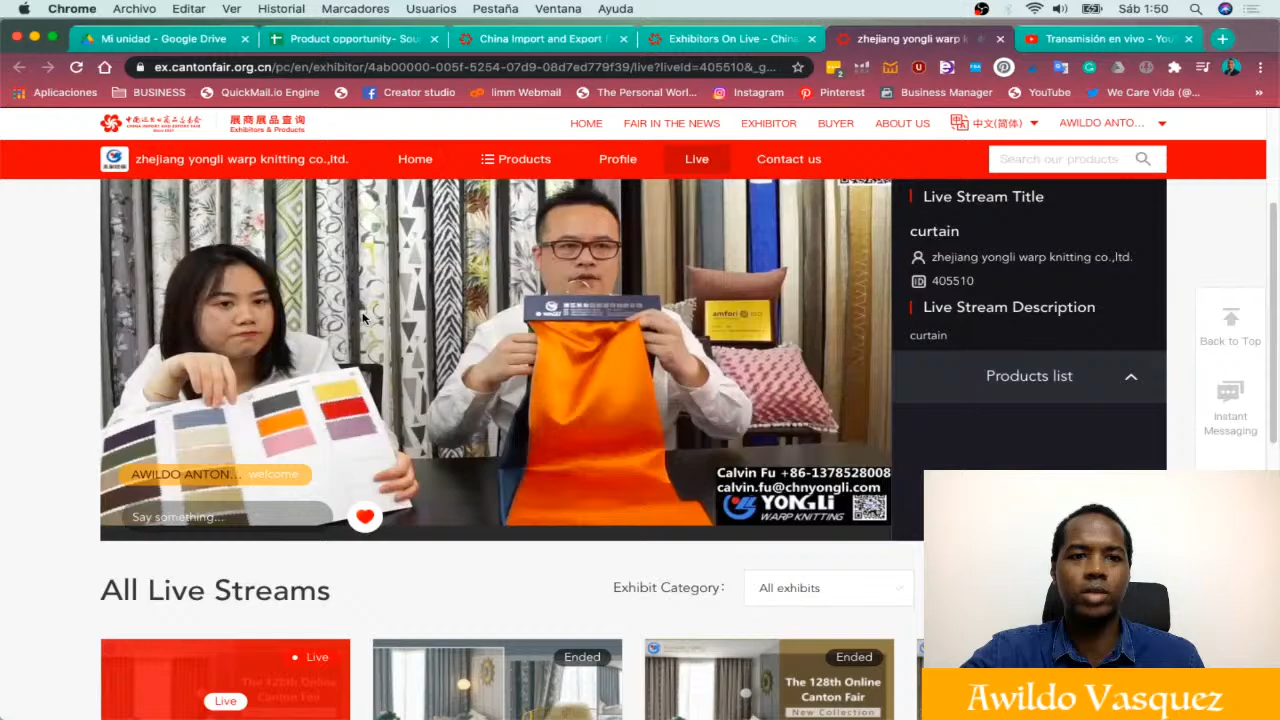 Chrome Archivo Editar Ver Historial Marcadores Usuarios Pestaña Ventana Ayuda Sáb 1:50
Mi unidad - Google Drive Product opportunity- Sou China Import and Export F Exhibitors On Live - China zhejiang yongli warp k Transmisión en vivo - You
ex.cantonfair.org.cn/pc/en/exhibitor/4ab00000-005f-5254-07d9-08d7ed779f39/live?liveId=405510&_g...
Aplicaciones BUSINESS QuickMail.io Engine Creator studio limm Webmail The Personal Worl... Instagram Pinterest Business Manager YouTube We Care Vida (@...
展商展品查询
Exhibitors & Products
HOME FAIR IN THE NEWS EXHIBITOR BUYER ABOUT US 中文(简体) AWILDO ANTO...
zhejiang yongli warp knitting co.,ltd. Home Products Profile Live Contact us Search our products
Live Stream Title
curtain
zhejiang yongli warp knitting co.,ltd.
ID 405510
Live Stream Description
curtain
Products list
Back to Top
Instant
Messaging
amfori
AWILDO ANTON... welcome
Say something...
Calvin Fu +86-1378528008
calvin.fu@chnyongli.com
YONGLI
WARP KNITTING
All Live Streams
Exhibit Category: All exhibits
Live
Live
The 128th Online
Canton Fair
Ended
Ended
The 128th Online
Canton Fair
New Collection
Awildo Vasquez